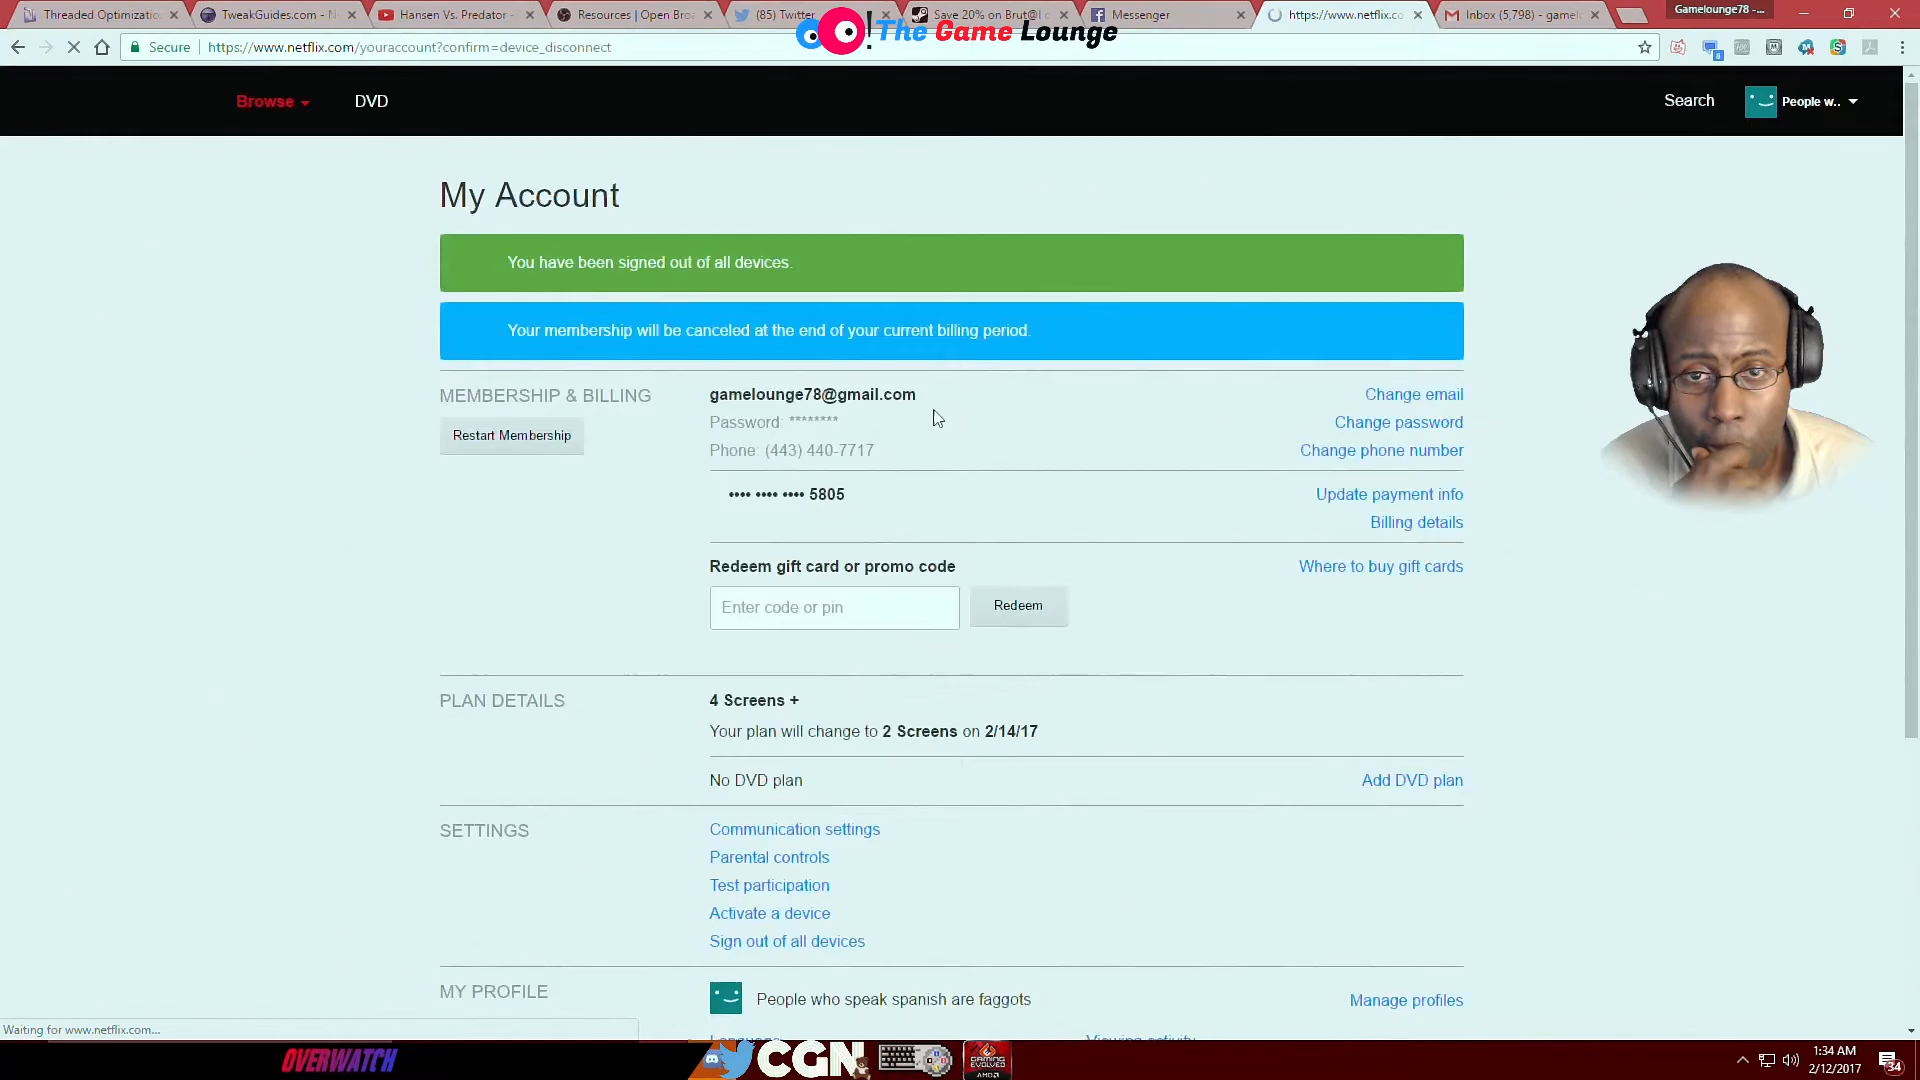 Threaded Optimizatio
TweakGuides.com - N
Hansen Vs. Predator -
Resources | Open Bro
(85) Twitter
Save 20% on Brut@l o
Messenger
https://www.netflix.co
Inbox (5,798) - gamel
Gamelounge78 -...
The Game Lounge
Secure
https://www.netflix.com/youraccount?confirm=device_disconnect
Browse
DVD
Search
People w..
My Account
You have been signed out of all devices.
Your membership will be canceled at the end of your current billing period.
MEMBERSHIP & BILLING
gamelounge78@gmail.com
Change email
Restart Membership
Password: ********
Change password
Phone: (443) 440-7717
Change phone number
•••• •••• •••• 5805
Update payment info
Billing details
Redeem gift card or promo code
Where to buy gift cards
Enter code or pin
Redeem
PLAN DETAILS
4 Screens +
Your plan will change to 2 Screens on 2/14/17
No DVD plan
Add DVD plan
SETTINGS
Communication settings
Parental controls
Test participation
Activate a device
Sign out of all devices
MY PROFILE
People who speak spanish are faggots
Manage profiles
Viewing activity
Waiting for www.netflix.com...
OVERWATCH
CGN
GAMING
EVOLVED
AMD
1:34 AM
2/12/2017
34